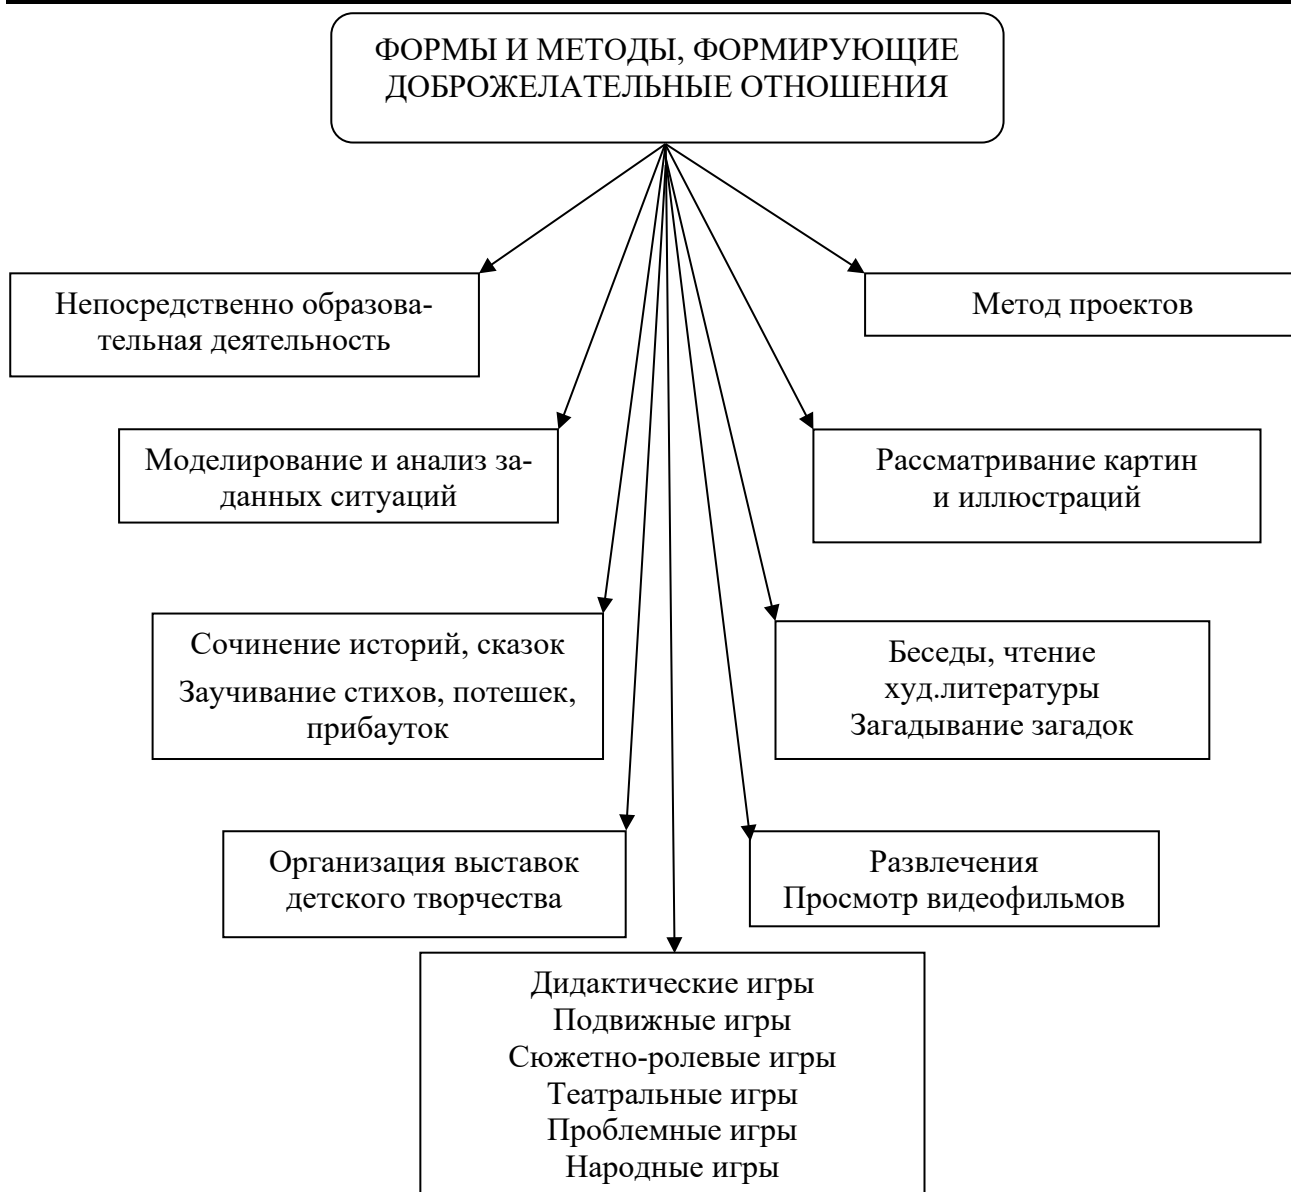 ФОРМЫ И МЕТОДЫ, ФОРМИРУЮЩИЕ
ДОБРОЖЕЛАТЕЛЬНЫЕ ОТНОШЕНИЯ
Непосредственно образова-
тельная деятельность
Метод проектов
Моделирование и анализ за-
данных ситуаций
Рассматривание картин
и иллюстраций
Сочинение историй, сказок
Заучивание стихов, потешек,
прибауток
Беседы, чтение
худ.литературы
Загадывание загадок
Организация выставок
детского творчества
Развлечения
Просмотр видеофильмов
Дидактические игры
Подвижные игры
Сюжетно-ролевые игры
Театральные игры
Проблемные игры
Народные игры